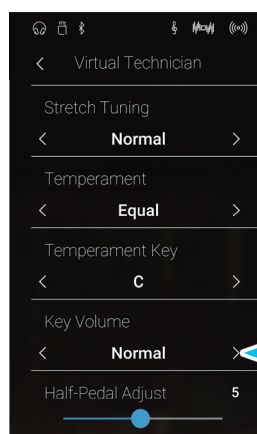 Virtual Technician
Stretch Tuning
Normal
Temperament
Equal
Temperament Key
C
Key Volume
Normal
Half-Pedal Adjust 5